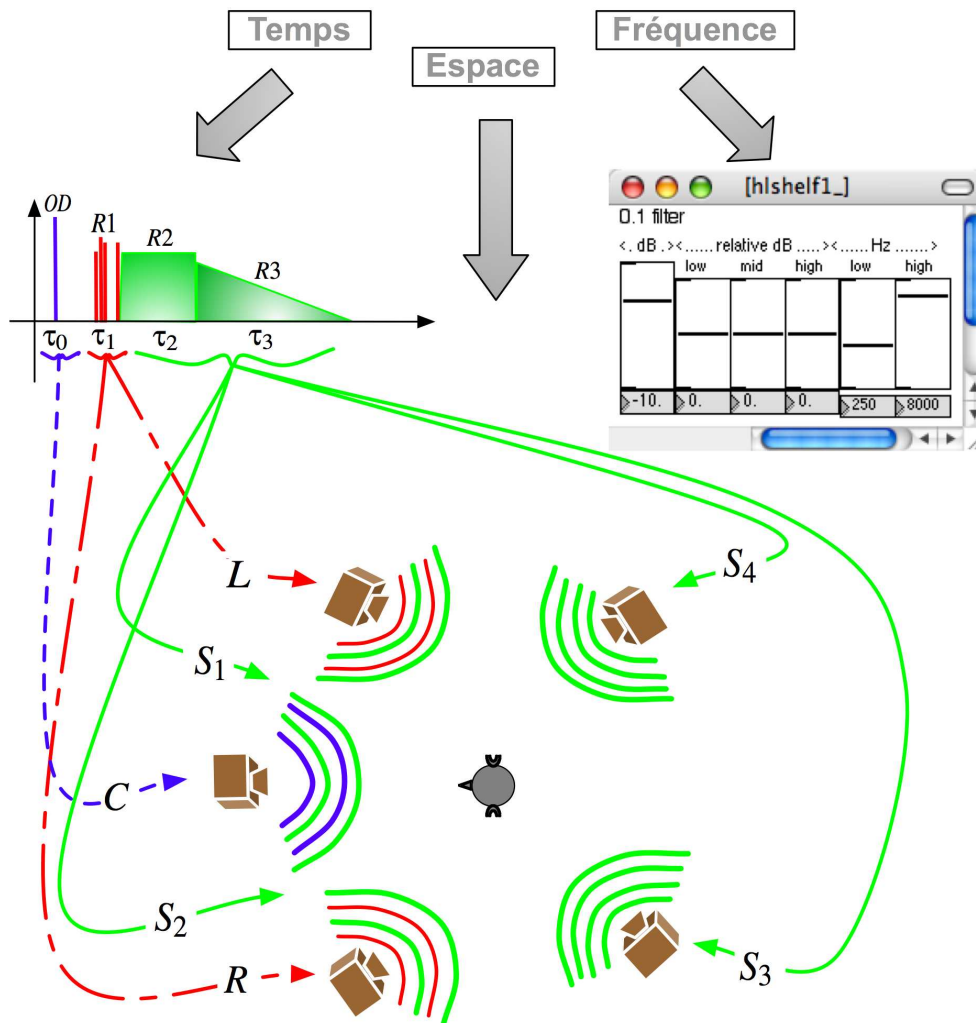 Temps
Espace
Fréquence
OD
R1
R2
R3
τ0
τ1
τ2
τ3
[hlshelf1_]
0.1 filter
<. dB .><...... relative dB .....><..... Hz .......>
low mid high low high
-10. 0. 0. 0. 250 8000
L
S4
S1
C
S2
R
S3